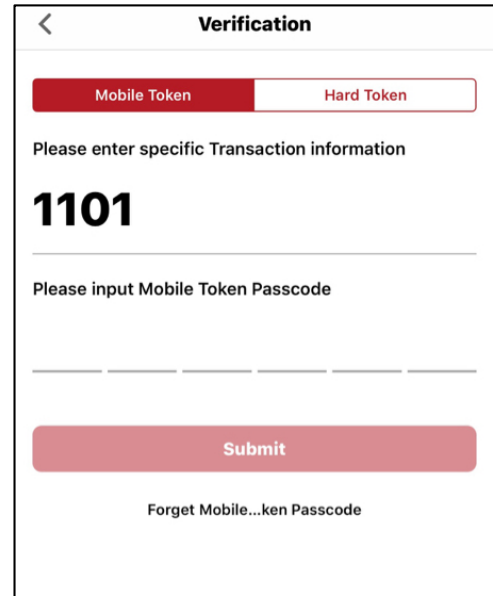 Verification
Mobile Token Hard Token
Please enter specific Transaction information
1101
Please input Mobile Token Passcode
Submit
Forget Mobile...ken Passcode